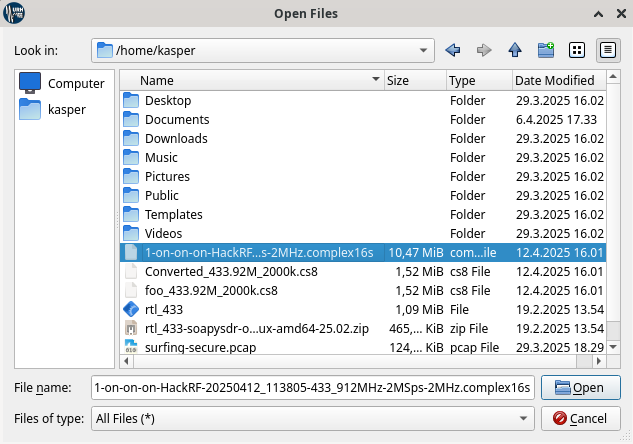 Open Files
Look in: /home/kasper
Computer
kasper
Name Size Type Date Modified
Desktop Folder 29.3.2025 16.02
Documents Folder 6.4.2025 17.33
Downloads Folder 29.3.2025 16.02
Music Folder 29.3.2025 16.02
Pictures Folder 29.3.2025 16.02
Public Folder 29.3.2025 16.02
Templates Folder 29.3.2025 16.02
Videos Folder 29.3.2025 16.02
1-on-on-on-HackRF...s-2MHz.complex16s 10,47 MiB com...ile 12.4.2025 16.01
Converted_433.92M_2000k.cs8 1,52 MiB cs8 File 12.4.2025 16.01
foo_433.92M_2000k.cs8 1,52 MiB cs8 File 12.4.2025 16.01
rtl_433 1,09 MiB File 19.2.2025 13.54
rtl_433-soapysdr-o...ux-amd64-25.02.zip 465,... KiB zip File 19.2.2025 13.54
surfing-secure.pcap 124,... KiB pcap File 29.3.2025 18.29
File name: 1-on-on-on-HackRF-20250412_113805-433_912MHz-2MSps-2MHz.complex16s Open
Files of type: All Files (*) Cancel